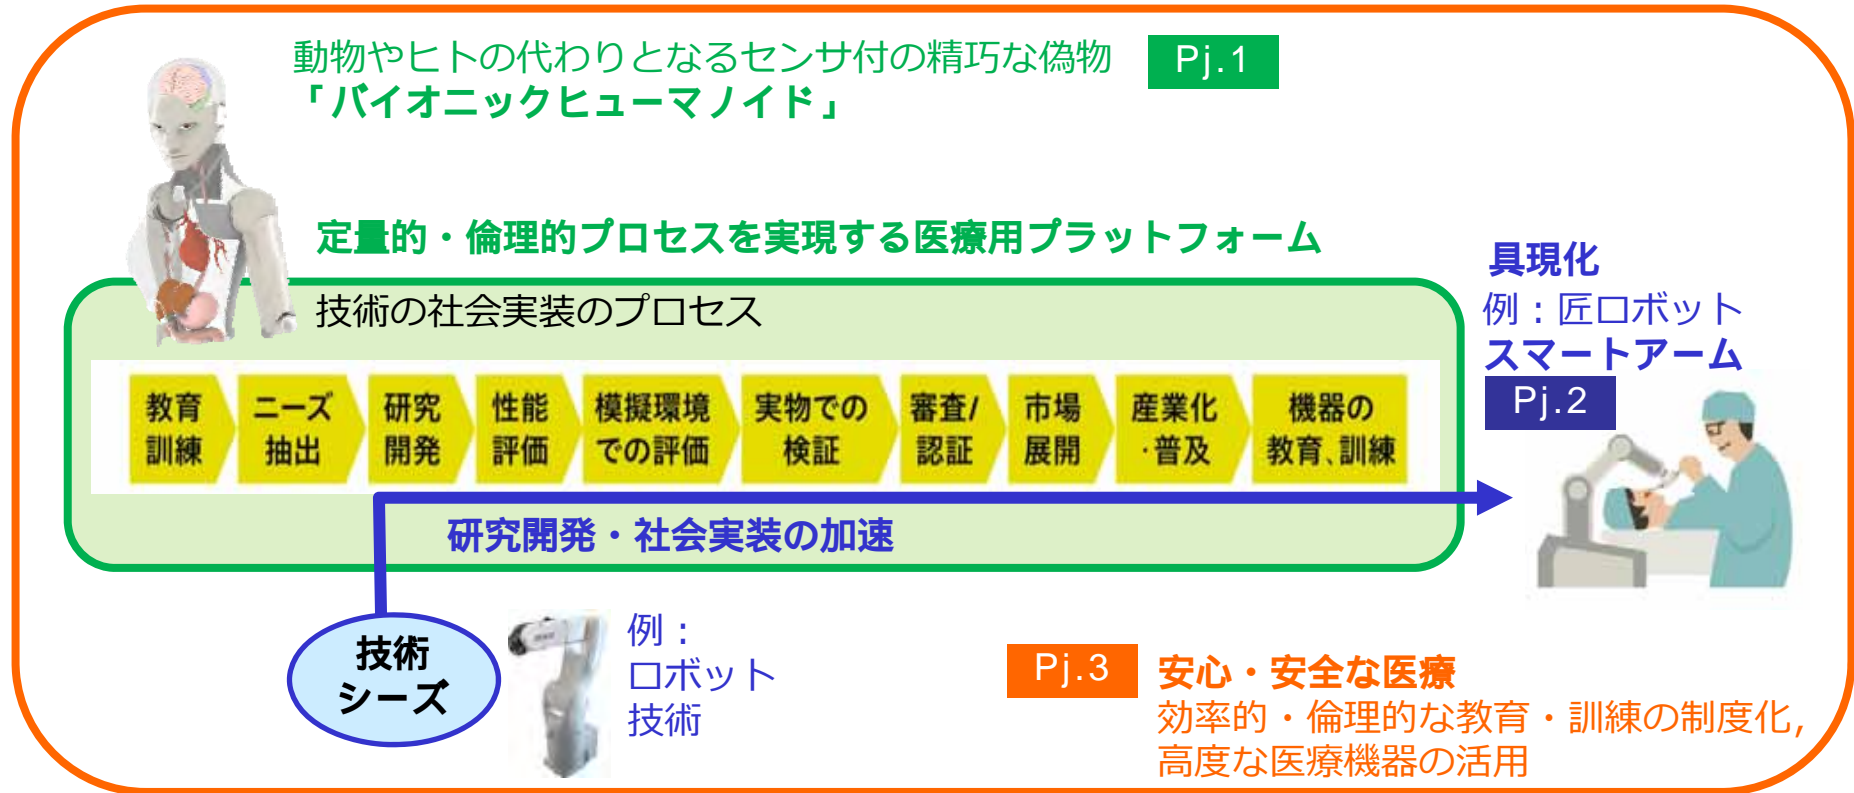 動物やヒトの代わりとなるセンサ付の精巧な偽物
「バイオニックヒューマノイド」
Pj.1
定量的・倫理的プロセスを実現する医療用プラットフォーム
技術の社会実装のプロセス
教育
訓練
ニーズ
抽出
研究
開発
性能
評価
模擬環境
での評価
実物での
検証
審査/
認証
市場
展開
産業化
・普及
機器の
教育、訓練
研究開発・社会実装の加速
具現化
例：匠ロボット
スマートアーム
Pj.2
技術
シーズ
例：
ロボット
技術
Pj.3
安心・安全な医療
効率的・倫理的な教育・訓練の制度化,
高度な医療機器の活用